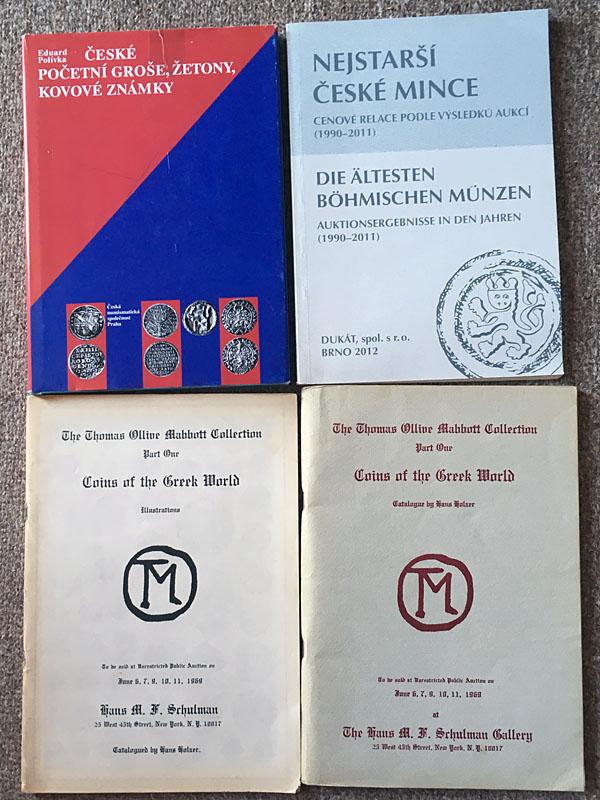 Eduard
Polívka
ČESKÉ
POČETNÍ GROŠE, ŽETONY,
KOVOVÉ ZNÁMKY
Česká
numismatická
společnost
Praha
NEJSTARŠÍ
ČESKÉ MINCE
CENOVÉ RELACE PODLE VÝSLEDKŮ AUKCÍ
(1990–2011)
DIE ÄLTESTEN
BÖHMISCHEN MÚNZEN
AUKTIONSERGEBNISSE IN DEN JAHREN
(1990–2011)
DUKÁT, spol. s r.o.
BRNO 2012
The Thomas Ollive Mabbott Collection
Part One
Coins of the Greek World
Illustrations
TM
To be sold at Unrestricted Public Auction on
June 6, 7, 9, 10, 11, 1969
Hans M. F. Schulman
25 West 45th Street, New York, N. Y. 10017
Catalogued by Hans Holzer.
The Thomas Ollive Mabbott Collection
Part One
Coins of the Greek World
Catalogue by Hans Holzer
TM
To be sold at Unrestricted Public Auction on
June 6, 7, 9, 10, 11, 1969
at
The Hans M. F. Schulman Gallery
25 West 45th Street, New York, N. Y. 10017